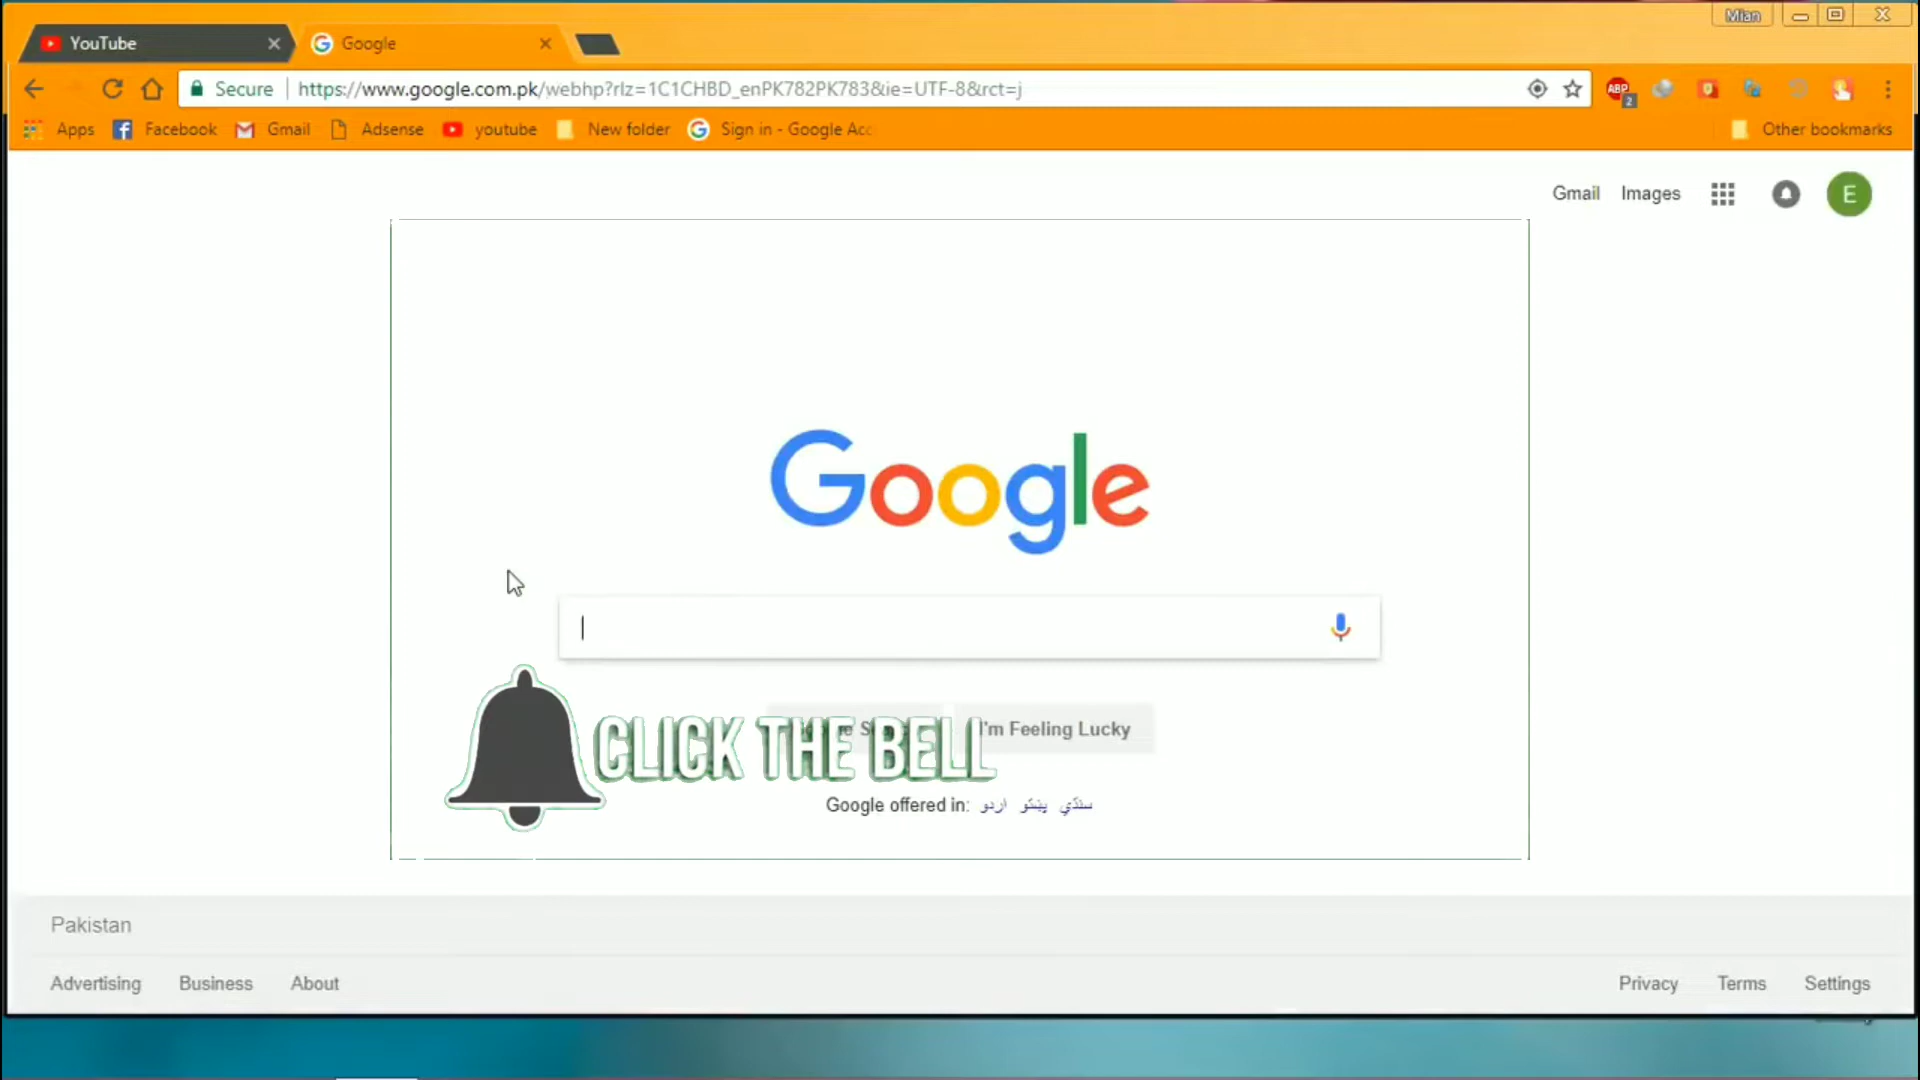 Mian
YouTube
Google
Secure
https://www.google.com.pk/webhp?rlz=1C1CHBD_enPK782PK783&ie=UTF-8&rct=j
ABP
2
Apps
Facebook
Gmail
Adsense
youtube
New folder
Sign in - Google Acc
Other bookmarks
Gmail
Images
E
Google
CLICK THE BELL
I'm Feeling Lucky
Google offered in: اردو پښتو سنڌي
Pakistan
Advertising
Business
About
Privacy
Terms
Settings